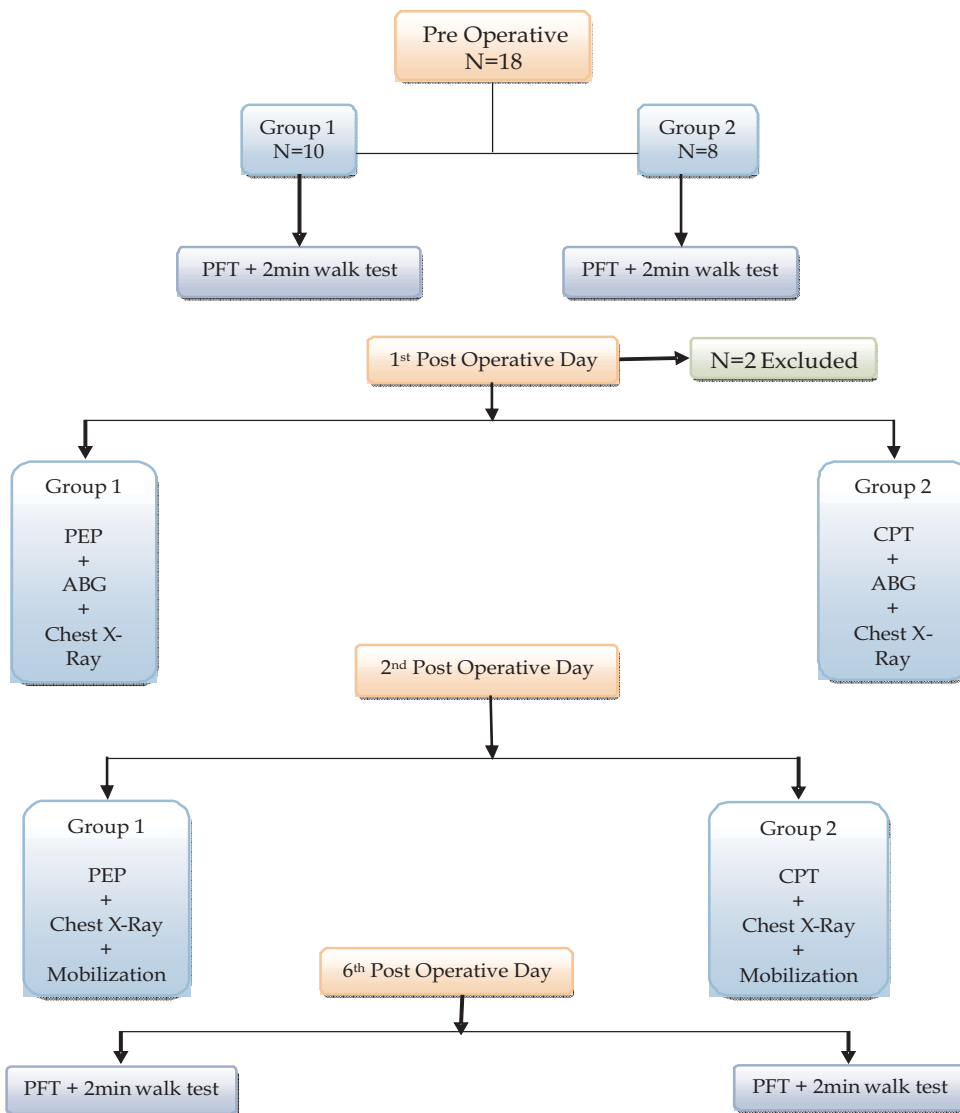 Pre Operative
N=18
Group 1
N=10
Group 2
N=8
PFT + 2min walk test
PFT + 2min walk test
1st Post Operative Day
N=2 Excluded
Group 1
PEP
+
ABG
+
Chest X-
Ray
Group 2
CPT
+
ABG
+
Chest X-
Ray
2nd Post Operative Day
Group 1
PEP
+
Chest X-Ray
+
Mobilization
Group 2
CPT
+
Chest X-Ray
+
Mobilization
6th Post Operative Day
PFT + 2min walk test
PFT + 2min walk test